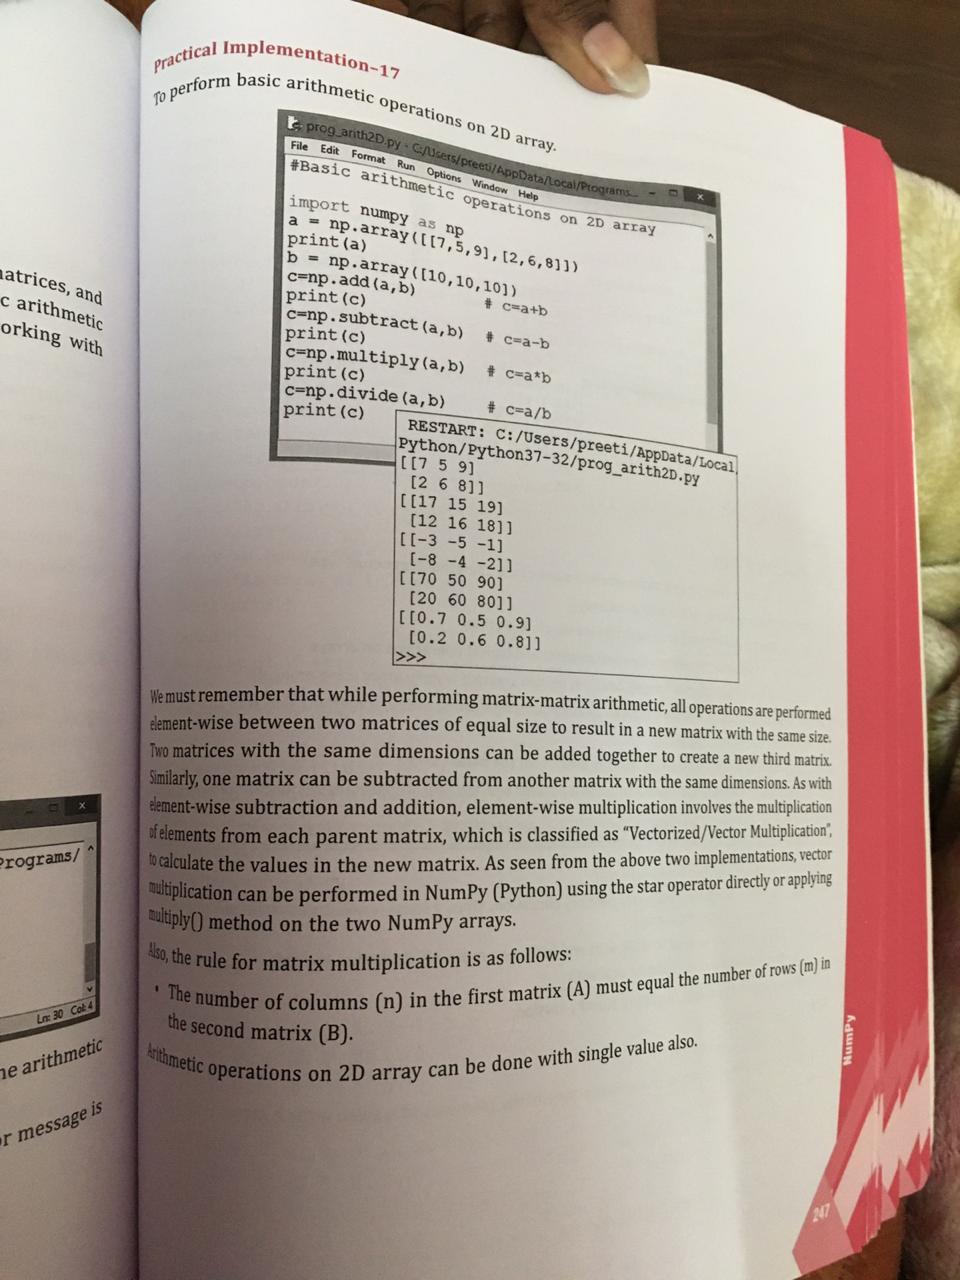 atrices, and
c arithmetic
orking with
Programs/
Ln: 30 Col: 4
e arithmetic
r message is
Practical Implementation–17
To perform basic arithmetic operations on 2D array.
prog_arith2D.py - C:/Users/preeti/AppData/Local/Programs...
File Edit Format Run Options Window Help
#Basic arithmetic operations on 2D array
import numpy as np
a = np.array([[7,5,9],[2,6,8]])
print(a)
b = np.array([10,10,10])
c=np.add(a,b) # c=a+b
print(c)
c=np.subtract(a,b) # c=a-b
print(c)
c=np.multiply(a,b) # c=a*b
print(c)
c=np.divide(a,b) # c=a/b
print(c)
RESTART: C:/Users/preeti/AppData/Local
Python/Python37-32/prog_arith2D.py
[[7 5 9]
[2 6 8]]
[[17 15 19]
[12 16 18]]
[[-3 -5 -1]
[-8 -4 -2]]
[[70 50 90]
[20 60 80]]
[[0.7 0.5 0.9]
[0.2 0.6 0.8]]
>>>
We must remember that while performing matrix-matrix arithmetic, all operations are performed
element-wise between two matrices of equal size to result in a new matrix with the same size.
Two matrices with the same dimensions can be added together to create a new third matrix.
Similarly, one matrix can be subtracted from another matrix with the same dimensions. As with
element-wise subtraction and addition, element-wise multiplication involves the multiplication
of elements from each parent matrix, which is classified as “Vectorized/Vector Multiplication”,
to calculate the values in the new matrix. As seen from the above two implementations, vector
multiplication can be performed in NumPy (Python) using the star operator directly or applying
multiply() method on the two NumPy arrays.
Also, the rule for matrix multiplication is as follows:
• The number of columns (n) in the first matrix (A) must equal the number of rows (m) in
the second matrix (B).
Arithmetic operations on 2D array can be done with single value also.
NumPy
247